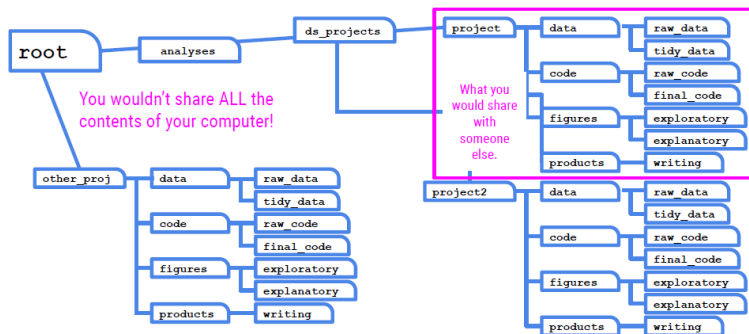 root
analyses
ds_projects
project
data
raw_data
tidy_data
code
raw_code
final_code
figures
exploratory
explanatory
products
writing
You wouldn't share ALL the
contents of your computer!
What you
would share
with
someone
else.
other_proj
data
raw_data
tidy_data
code
raw_code
final_code
figures
exploratory
explanatory
products
writing
project2
data
raw_data
tidy_data
code
raw_code
final_code
figures
exploratory
explanatory
products
writing